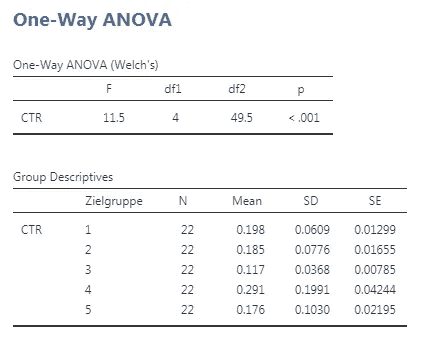 One-Way ANOVA
One-Way ANOVA (Welch's)
F df1 df2 p
CTR 11.5 4 49.5 < .001
Group Descriptives
Zielgruppe N Mean SD SE
CTR 1 22 0.198 0.0609 0.01299
2 22 0.185 0.0776 0.01655
3 22 0.117 0.0368 0.00785
4 22 0.291 0.1991 0.04244
5 22 0.176 0.1030 0.02195